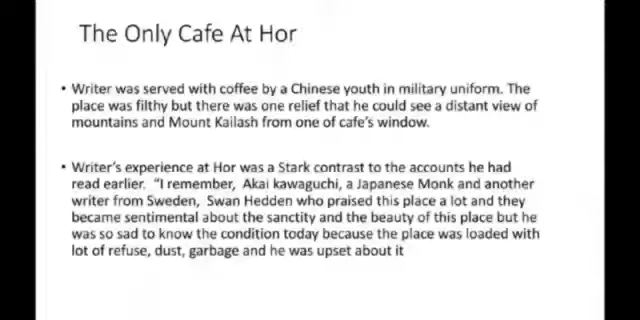 The Only Cafe At Hor
• Writer was served with coffee by a Chinese youth in military uniform. The
place was filthy but there was one relief that he could see a distant view of
mountains and Mount Kailash from one of cafe's window.
• Writer's experience at Hor was a Stark contrast to the accounts he had
read earlier. "I remember, Akai kawaguchi, a Japanese Monk and another
writer from Sweden, Swan Hedden who praised this place a lot and they
became sentimental about the sanctity and the beauty of this place but he
was so sad to know the condition today because the place was loaded with
lot of refuse, dust, garbage and he was upset about it